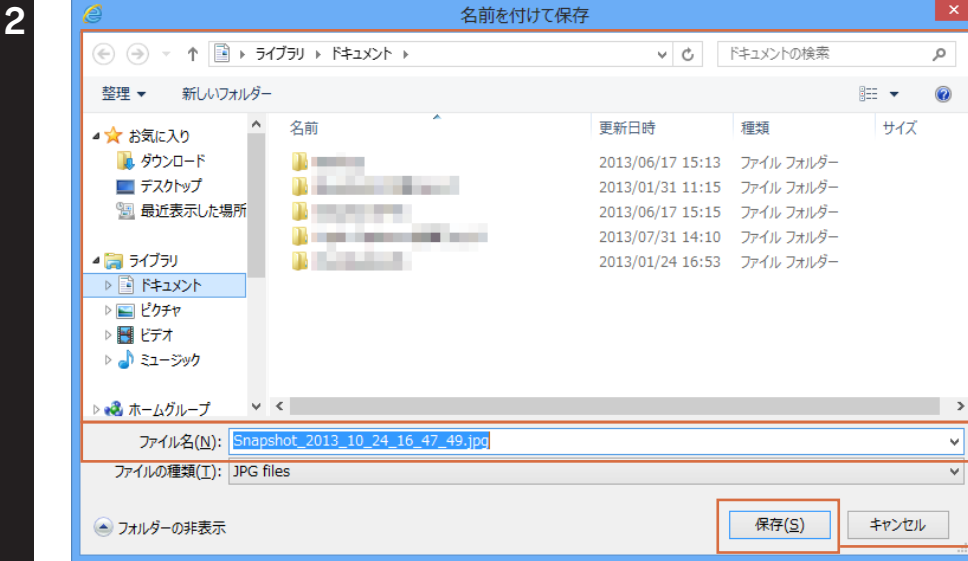 2
名前を付けて保存
ライブラリ ドキュメント
ドキュメントの検索
整理 新しいフォルダー
名前 更新日時 種類 サイズ
お気に入り
ダウンロード
デスクトップ
最近表示した場所
ライブラリ
ドキュメント
ピクチャ
ビデオ
ミュージック
ホームグループ
2013/06/17 15:13 ファイル フォルダー
2013/01/31 11:15 ファイル フォルダー
2013/06/17 15:15 ファイル フォルダー
2013/07/31 14:10 ファイル フォルダー
2013/01/24 16:53 ファイル フォルダー
ファイル名(N): Snapshot_2013_10_24_16_47_49.jpg
ファイルの種類(T): JPG files
フォルダーの非表示
保存(S) キャンセル